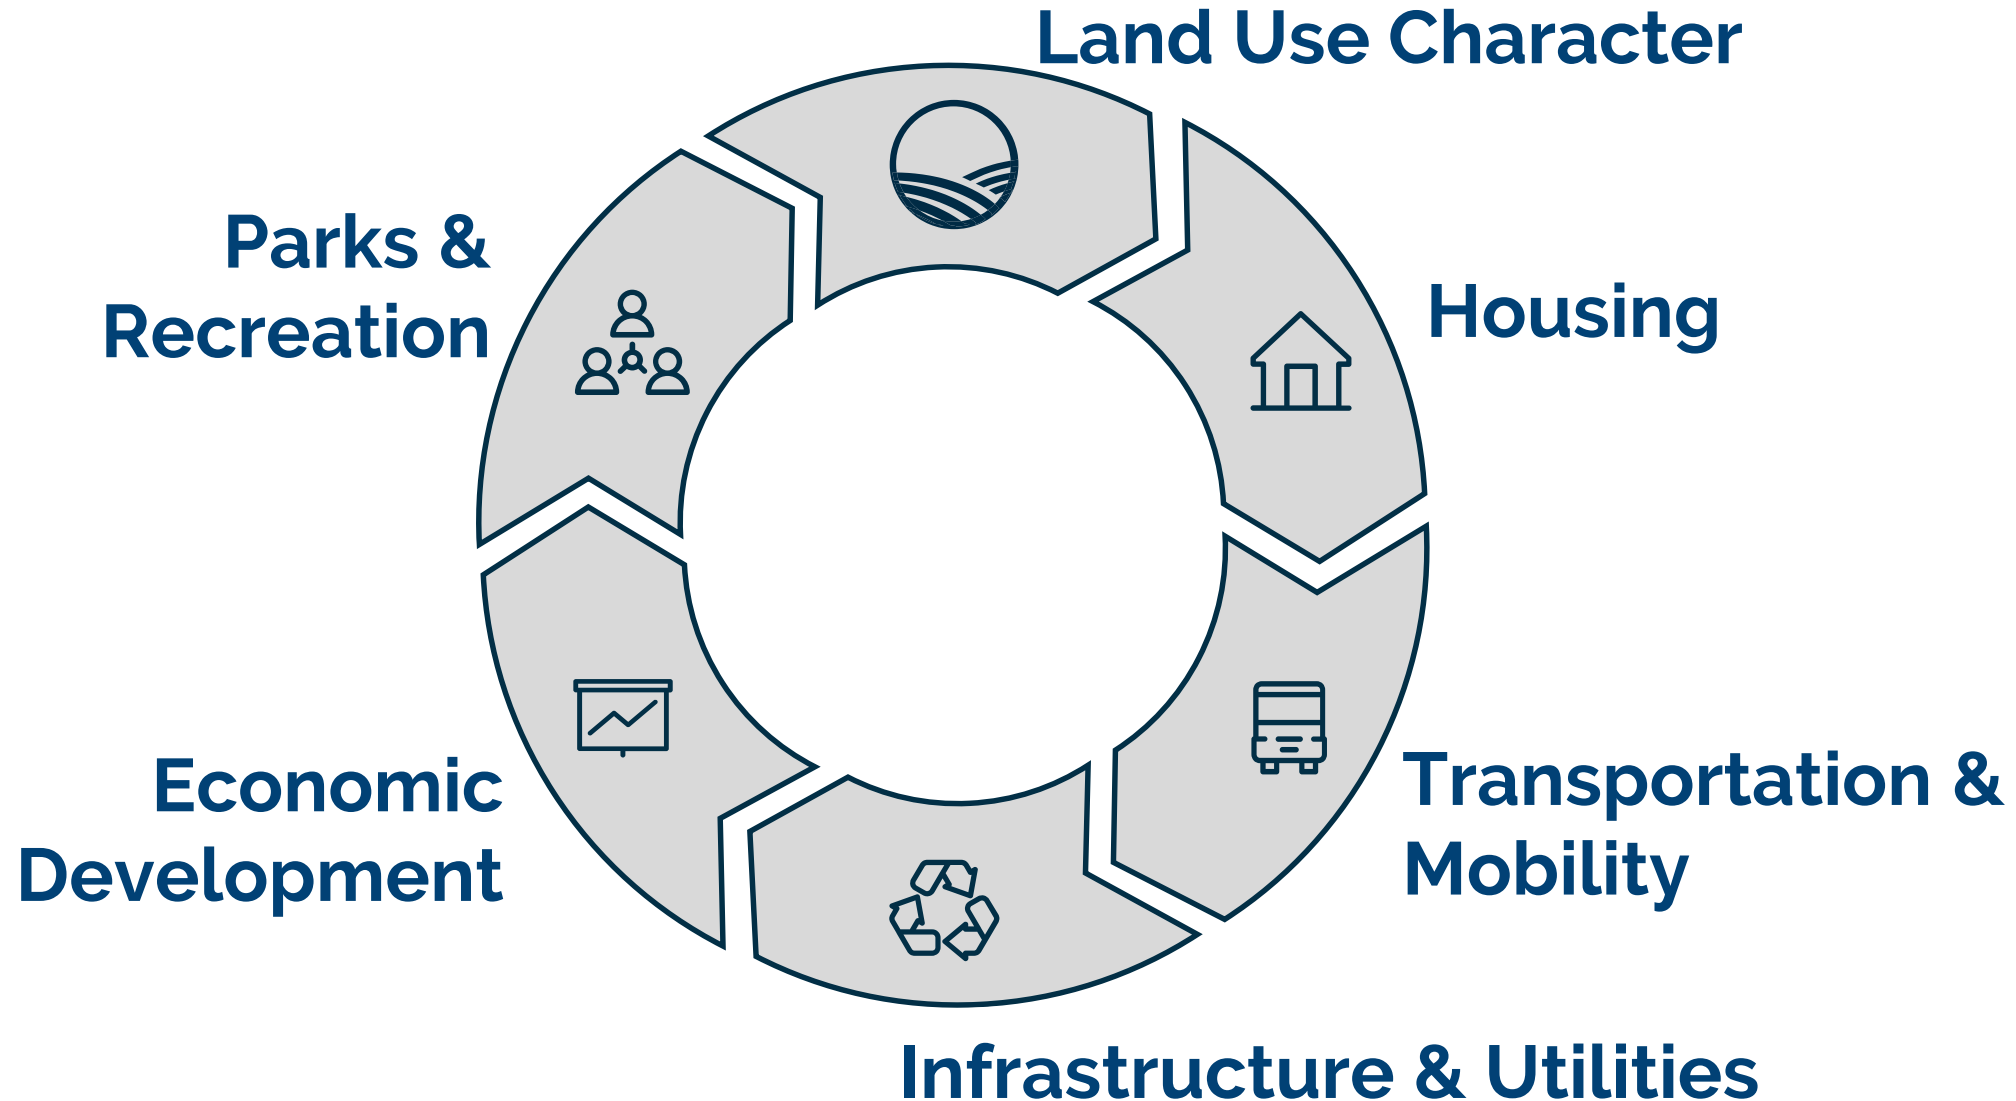 Land Use Character
Housing
Transportation &
Mobility
Infrastructure & Utilities
Economic
Development
Parks &
Recreation